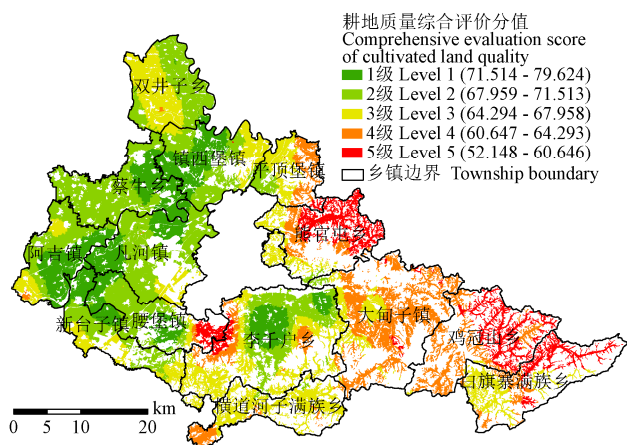 耕地质量综合评价分值
Comprehensive evaluation score
of cultivated land quality
1级 Level 1 (71.514 - 79.624)
2级 Level 2 (67.959 - 71.513)
3级 Level 3 (64.294 - 67.958)
4级 Level 4 (60.647 - 64.293)
5级 Level 5 (52.148 - 60.646)
乡镇边界 Township boundary
双井子乡
镇西堡镇
平顶堡镇
蔡牛乡
熊官屯乡
阿吉镇
凡河镇
新台子镇
腰堡镇
李千户乡
大甸子镇
鸡冠山乡
白旗寨满族乡
横道河子满族乡
km
0 5 10 20